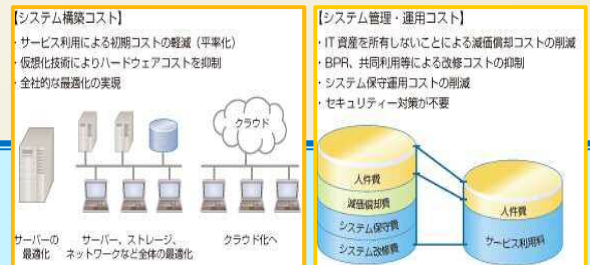 【システム構築コスト】
・サービス利用による初期コストの軽減（平率化）
・仮想化技術によりハードウェアコストを抑制
・全社的な最適化の実現
クラウド
サーバーの
最適化
サーバー、ストレージ、
ネットワークなど全体の最適化
クラウド化へ
【システム管理・運用コスト】
・IT資産を所有しないことによる減価償却コストの削減
・BPR、共同利用等による改修コストの抑制
・システム保守運用コストの削減
・セキュリティー対策が不要
人件費
減価償却費
システム保守費
システム改修費
人件費
サービス利用料